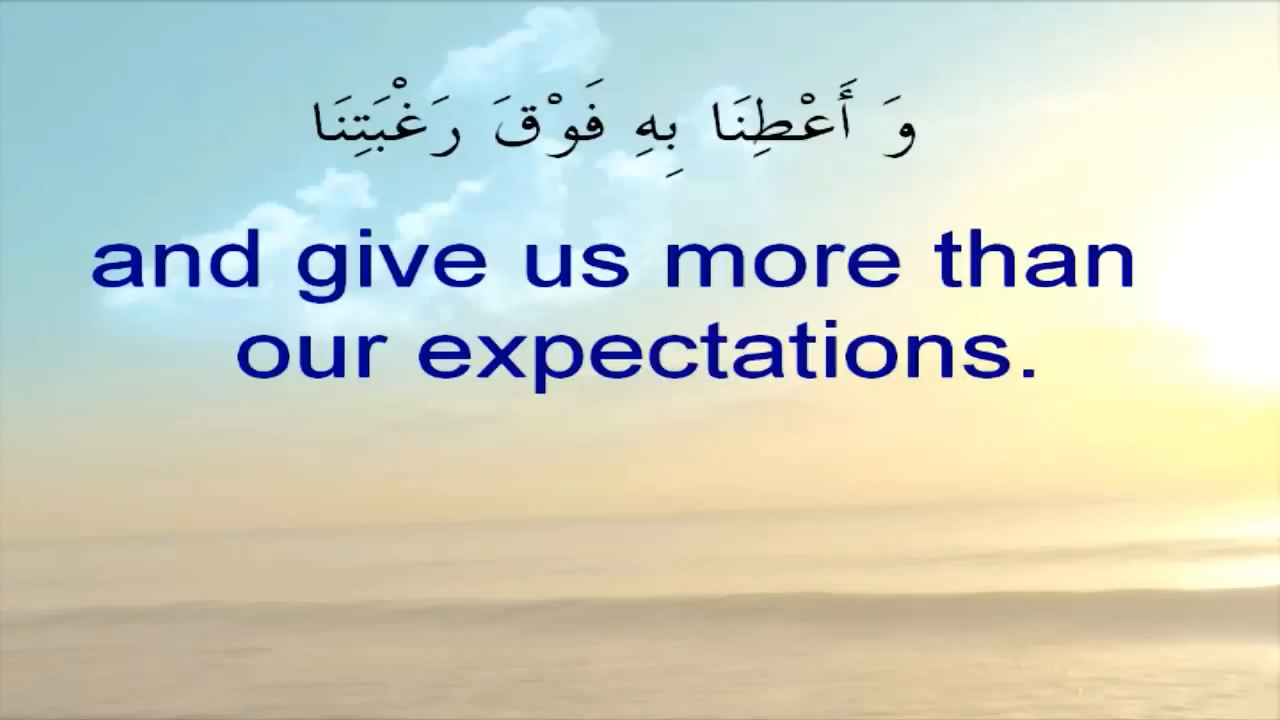 وَ أَعْطِنَا بِهِ فَوْقَ رَغْبَتِنَا
and give us more than
our expectations.